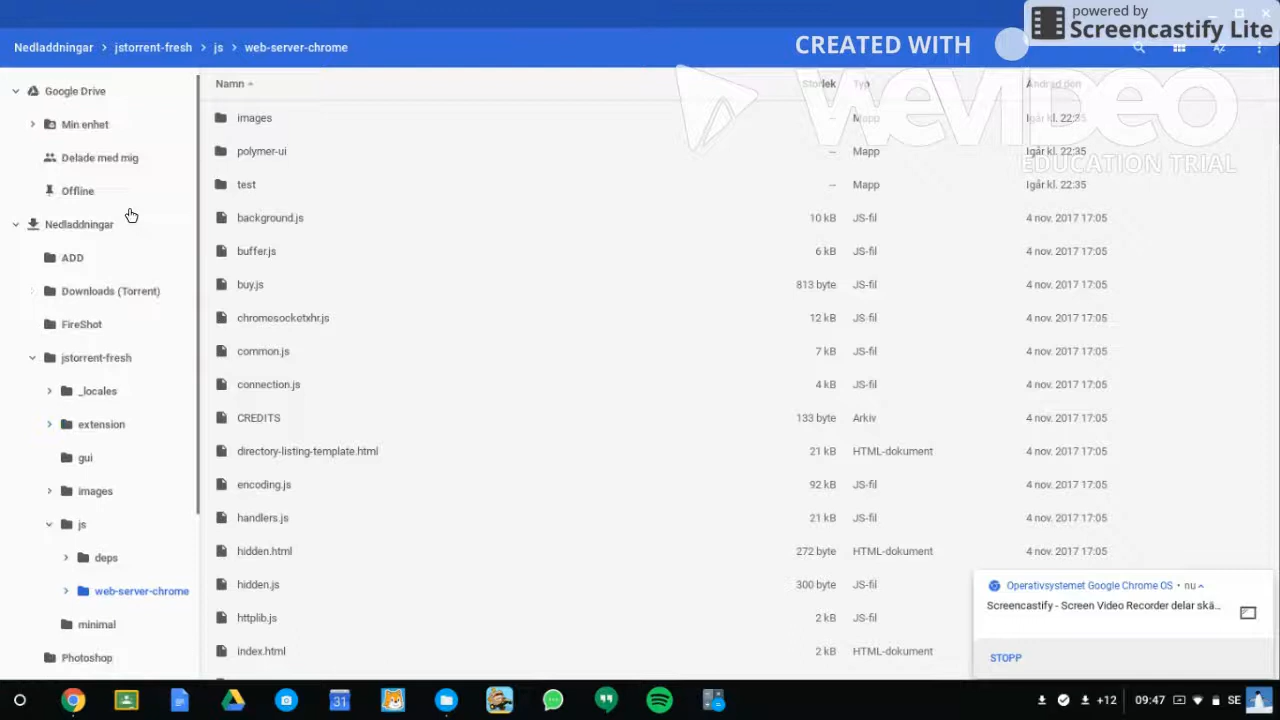 powered by
Screencastify Lite
Nedladdningar > jstorrent-fresh > js > web-server-chrome
CREATED WITH
WeVideo
EDUCATION TRIAL
Google Drive
Min enhet
Delade med mig
Offline
Nedladdningar
ADD
Downloads (Torrent)
FireShot
jstorrent-fresh
_locales
extension
gui
images
js
deps
web-server-chrome
minimal
Photoshop
Namn Storlek Typ Ändrad den
images -- Mapp Igår kl. 22:35
polymer-ui -- Mapp Igår kl. 22:35
test -- Mapp Igår kl. 22:35
background.js 10 kB JS-fil 4 nov. 2017 17:05
buffer.js 6 kB JS-fil 4 nov. 2017 17:05
buy.js 813 byte JS-fil 4 nov. 2017 17:05
chromesocketxhr.js 12 kB JS-fil 4 nov. 2017 17:05
common.js 7 kB JS-fil 4 nov. 2017 17:05
connection.js 4 kB JS-fil 4 nov. 2017 17:05
CREDITS 133 byte Arkiv 4 nov. 2017 17:05
directory-listing-template.html 21 kB HTML-dokument 4 nov. 2017 17:05
encoding.js 92 kB JS-fil 4 nov. 2017 17:05
handlers.js 21 kB JS-fil 4 nov. 2017 17:05
hidden.html 272 byte HTML-dokument 4 nov. 2017 17:05
hidden.js 300 byte JS-fil
httplib.js 2 kB JS-fil
index.html 2 kB HTML-dokument
Operativsystemet Google Chrome OS • nu
Screencastify - Screen Video Recorder delar skä...
STOPP
31
+12 09:47 SE